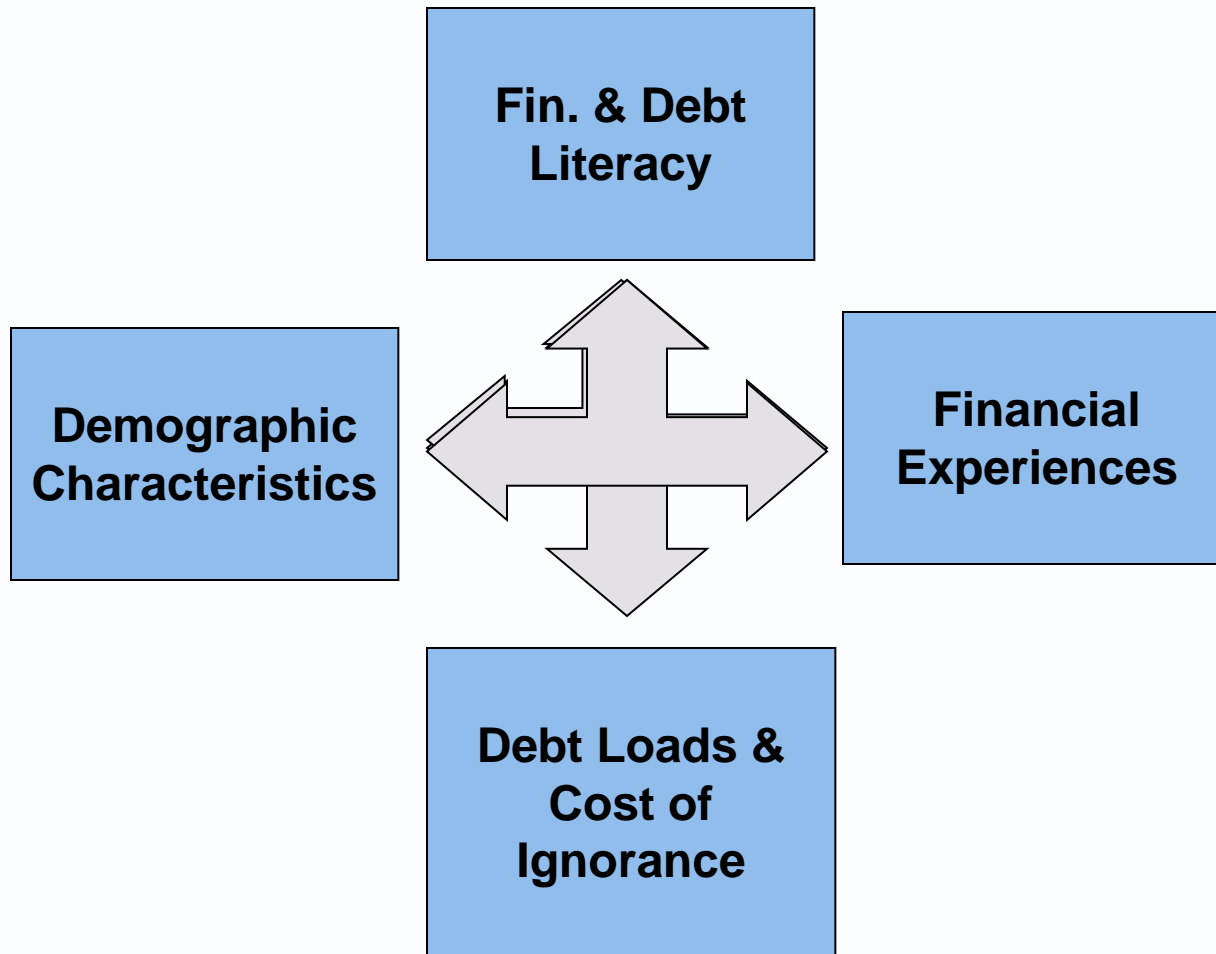 Fin. & Debt
Literacy
Demographic
Characteristics
Financial
Experiences
Debt Loads &
Cost of
Ignorance